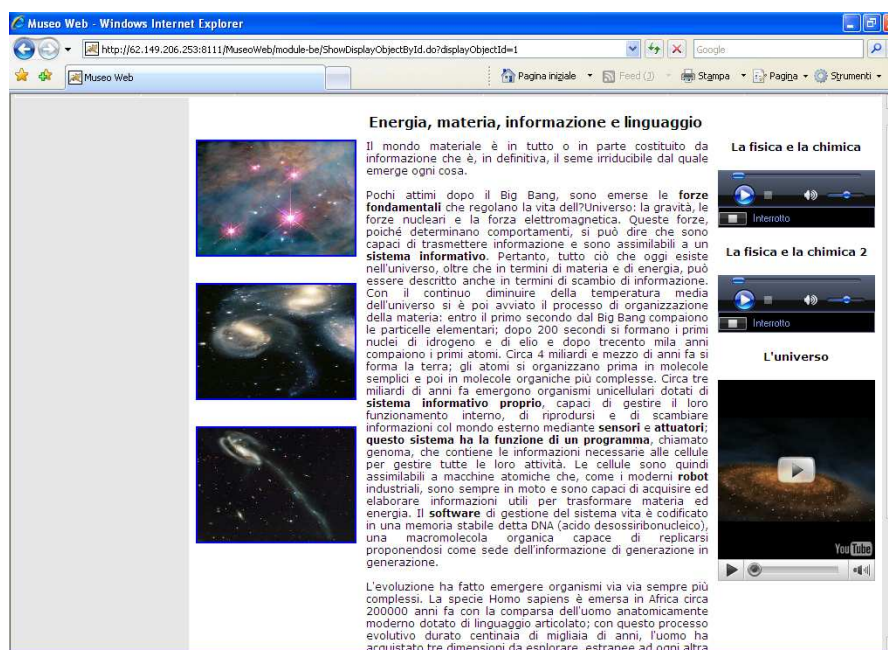 Museo Web - Windows Internet Explorer
http://62.149.206.253:8111/MuseoWeb/module-be/ShowDisplayObjectById.do?displayObjectId=1
Google
Museo Web
Pagina iniziale
Feed (J)
Stampa
Pagina
Strumenti
Energia, materia, informazione e linguaggio
Il mondo materiale è in tutto o in parte costituito da
informazione che è, in definitiva, il seme irriducibile dal quale
emerge ogni cosa.
Pochi attimi dopo il Big Bang, sono emerse le forze
fondamentali che regolano la vita dell?Universo: la gravità, le
forze nucleari e la forza elettromagnetica. Queste forze,
poiché determinano comportamenti, si può dire che sono
capaci di trasmettere informazione e sono assimilabili a un
sistema informativo. Pertanto, tutto ciò che oggi esiste
nell'universo, oltre che in termini di materia e di energia, può
essere descritto anche in termini di scambio di informazione.
Con il continuo diminuire della temperatura media
dell'universo si è poi avviato il processo di organizzazione
della materia: entro il primo secondo dal Big Bang compaiono
le particelle elementari; dopo 200 secondi si formano i primi
nuclei di idrogeno e di elio e dopo trecento mila anni
compaiono i primi atomi. Circa 4 miliardi e mezzo di anni fa si
forma la terra; gli atomi si organizzano prima in molecole
semplici e poi in molecole organiche più complesse. Circa tre
miliardi di anni fa emergono organismi unicellulari dotati di
sistema informativo proprio, capaci di gestire il loro
funzionamento interno, di riprodursi e di scambiare
informazioni col mondo esterno mediante sensori e attuatori;
questo sistema ha la funzione di un programma, chiamato
genoma, che contiene le informazioni necessarie alle cellule
per gestire tutte le loro attività. Le cellule sono quindi
assimilabili a macchine atomiche che, come i moderni robot
industriali, sono sempre in moto e sono capaci di acquisire ed
elaborare informazioni utili per trasformare materia ed
energia. Il software di gestione del sistema vita è codificato
in una memoria stabile detta DNA (acido desossiribonucleico),
una macromolecola organica capace di replicarsi
proponendosi come sede dell'informazione di generazione in
generazione.
L'evoluzione ha fatto emergere organismi via via sempre più
complessi. La specie Homo sapiens è emersa in Africa circa
200000 anni fa con la comparsa dell'uomo anatomicamente
moderno dotato di linguaggio articolato; con questo processo
evolutivo durato centinaia di migliaia di anni, l'uomo ha
acquistato tre dimensioni da esplorare, estranee ad ogni altra
La fisica e la chimica
Interrotto
La fisica e la chimica 2
Interrotto
L'universo
YouTube